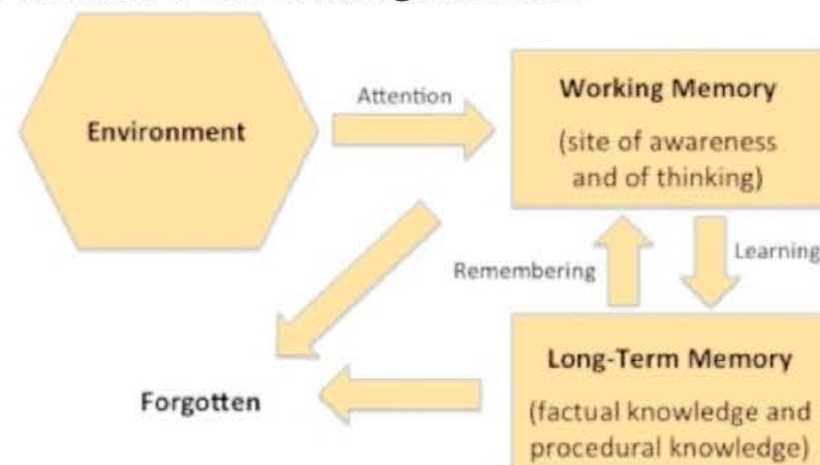 Environment
Attention
Working Memory
(site of awareness
and of thinking)
Remembering
Learning
Forgotten
Long-Term Memory
(factual knowledge and
procedural knowledge)